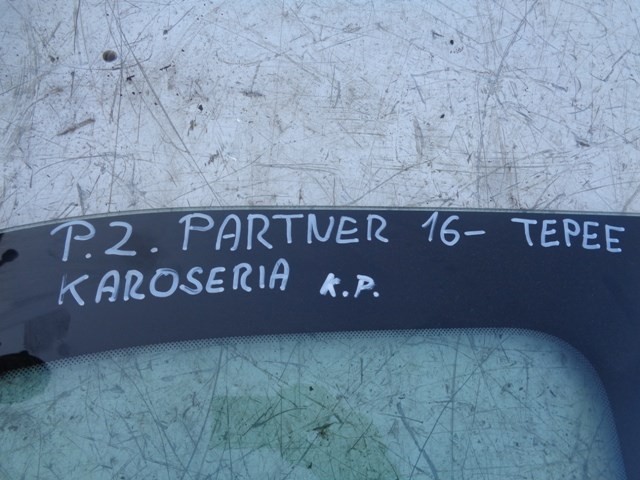 P.2. PARTNER 16- TEPEE
KAROSERIA K.P.